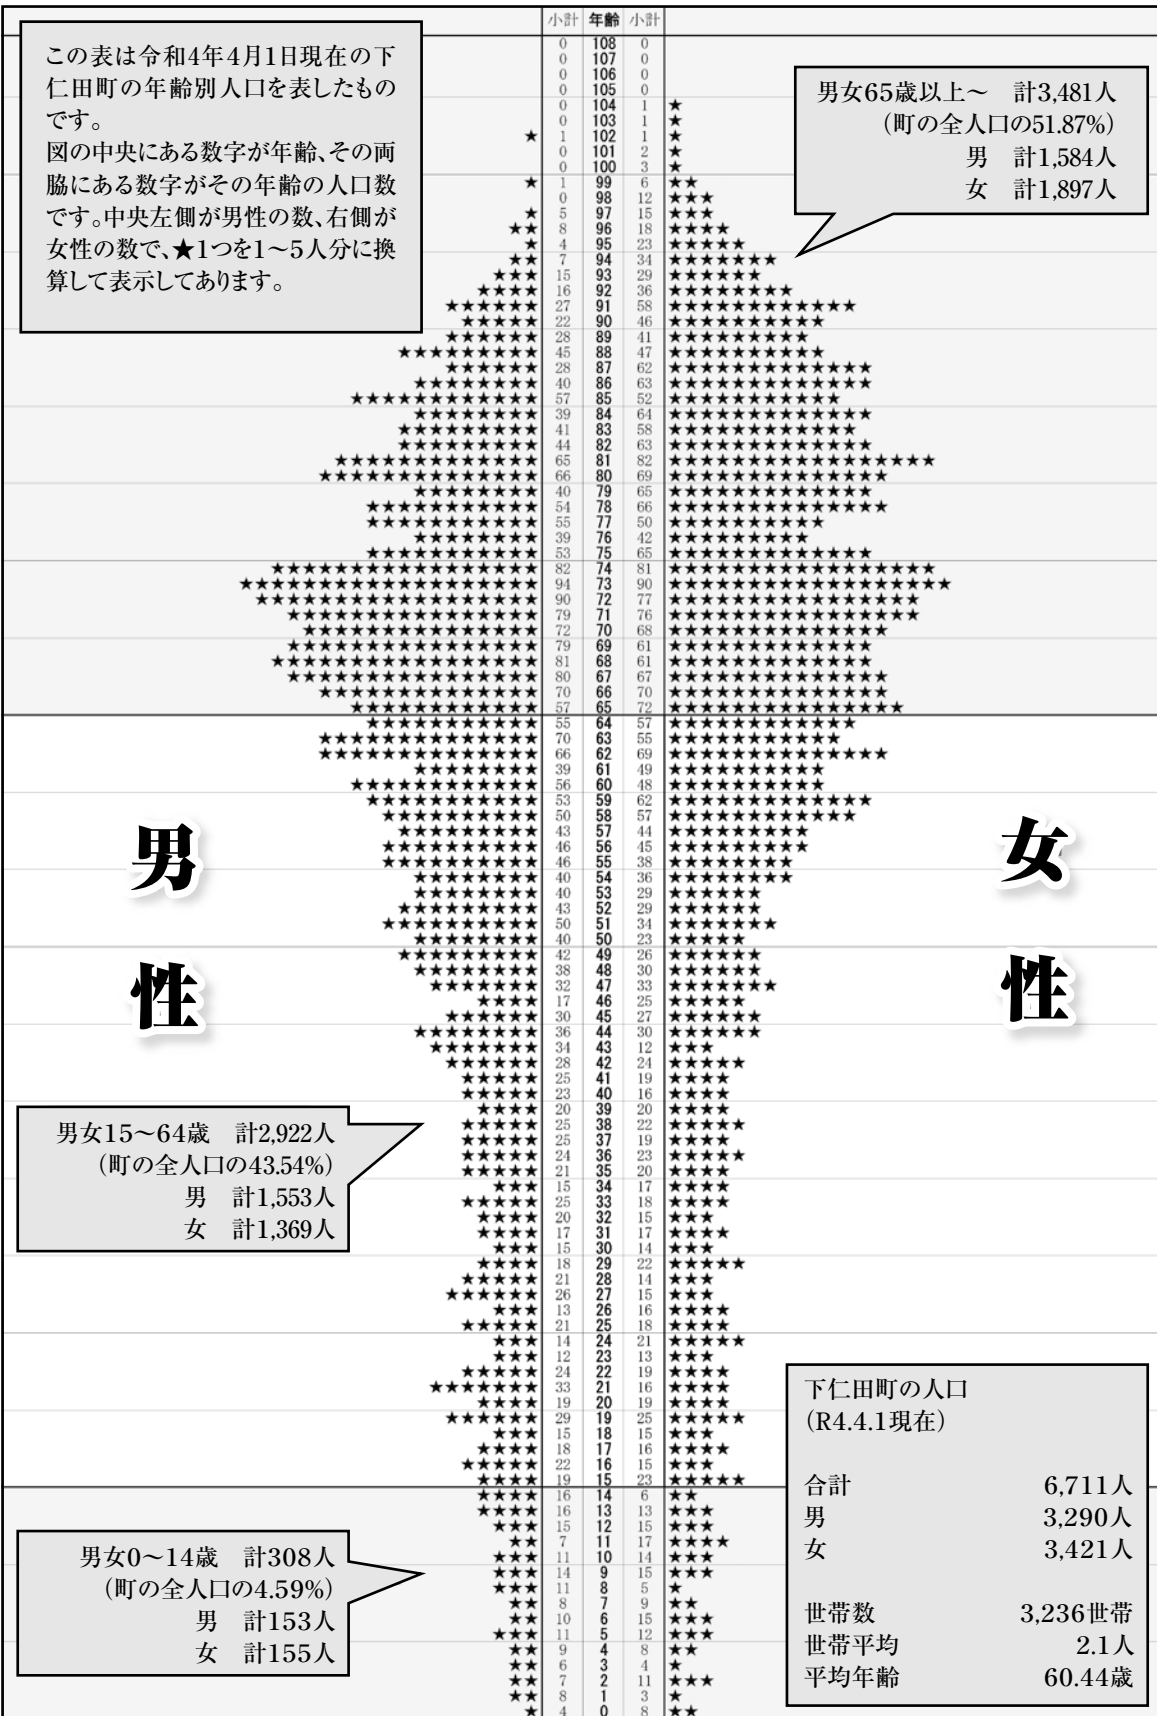 小計 年齢 小計
この表は令和4年4月1日現在の下
仁田町の年齢別人口を表したもの
です。
図の中央にある数字が年齢、その両
脇にある数字がその年齢の人口数
です。中央左側が男性の数、右側が
女性の数で、★1つを1～5人分に換
算して表示してあります。
男女65歳以上～ 計3,481人
（町の全人口の51.87%）
男 計1,584人
女 計1,897人
0 108 0
0 107 0
0 106 0
0 105 0
0 104 1 ★
0 103 1 ★
★ 1 102 1 ★
0 101 2 ★
0 100 3 ★
★ 1 99 6 ★★
0 98 12 ★★★
★ 5 97 15 ★★★
★★ 8 96 18 ★★★★
★ 4 95 23 ★★★★★
★★ 7 94 34 ★★★★★★★
★★★ 15 93 29 ★★★★★★
★★★★ 16 92 36 ★★★★★★★★
★★★★★★ 27 91 58 ★★★★★★★★★★★★
★★★★★ 22 90 46 ★★★★★★★★★★
★★★★★★ 28 89 41 ★★★★★★★★★
★★★★★★★★★ 45 88 47 ★★★★★★★★★★
★★★★★★ 28 87 62 ★★★★★★★★★★★★★
★★★★★★★★ 40 86 63 ★★★★★★★★★★★★★
★★★★★★★★★★★★ 57 85 52 ★★★★★★★★★★★
★★★★★★★★ 39 84 64 ★★★★★★★★★★★★★
★★★★★★★★★ 41 83 58 ★★★★★★★★★★★★
★★★★★★★★★ 44 82 63 ★★★★★★★★★★★★★
★★★★★★★★★★★★★ 65 81 82 ★★★★★★★★★★★★★★★★★
★★★★★★★★★★★★★★ 66 80 69 ★★★★★★★★★★★★★★
★★★★★★★★ 40 79 65 ★★★★★★★★★★★★★
★★★★★★★★★★★ 54 78 66 ★★★★★★★★★★★★★★
★★★★★★★★★★★ 55 77 50 ★★★★★★★★★★
★★★★★★★★ 39 76 42 ★★★★★★★★★
★★★★★★★★★★★ 53 75 65 ★★★★★★★★★★★★★
★★★★★★★★★★★★★★★★★ 82 74 81 ★★★★★★★★★★★★★★★★★
★★★★★★★★★★★★★★★★★★★ 94 73 90 ★★★★★★★★★★★★★★★★★★
★★★★★★★★★★★★★★★★★★ 90 72 77 ★★★★★★★★★★★★★★★★
★★★★★★★★★★★★★★★★ 79 71 76 ★★★★★★★★★★★★★★★★
★★★★★★★★★★★★★★★ 72 70 68 ★★★★★★★★★★★★★★
★★★★★★★★★★★★★★★★ 79 69 61 ★★★★★★★★★★★★★
★★★★★★★★★★★★★★★★★ 81 68 61 ★★★★★★★★★★★★★
★★★★★★★★★★★★★★★★ 80 67 67 ★★★★★★★★★★★★★★
★★★★★★★★★★★★★★ 70 66 70 ★★★★★★★★★★★★★★
★★★★★★★★★★★★ 57 65 72 ★★★★★★★★★★★★★★★
★★★★★★★★★★★ 55 64 57 ★★★★★★★★★★★★
★★★★★★★★★★★★★★ 70 63 55 ★★★★★★★★★★★
★★★★★★★★★★★★★★ 66 62 69 ★★★★★★★★★★★★★★
★★★★★★★★ 39 61 49 ★★★★★★★★★★
★★★★★★★★★★★★ 56 60 48 ★★★★★★★★★★
★★★★★★★★★★★ 53 59 62 ★★★★★★★★★★★★★
★★★★★★★★★★ 50 58 57 ★★★★★★★★★★★★
★★★★★★★★★ 43 57 44 ★★★★★★★★★
★★★★★★★★★★ 46 56 45 ★★★★★★★★★
★★★★★★★★★★ 46 55 38 ★★★★★★★★
★★★★★★★★ 40 54 36 ★★★★★★★★
★★★★★★★★ 40 53 29 ★★★★★★
★★★★★★★★★ 43 52 29 ★★★★★★
★★★★★★★★★★ 50 51 34 ★★★★★★★
★★★★★★★★ 40 50 23 ★★★★★
★★★★★★★★★ 42 49 26 ★★★★★★
★★★★★★★★ 38 48 30 ★★★★★★
★★★★★★★ 32 47 33 ★★★★★★★
★★★★ 17 46 25 ★★★★★
★★★★★★ 30 45 27 ★★★★★★
★★★★★★★★ 36 44 30 ★★★★★★
★★★★★★★ 34 43 12 ★★★
★★★★★★ 28 42 24 ★★★★★
★★★★★ 25 41 19 ★★★★
★★★★★ 23 40 16 ★★★★
★★★★ 20 39 20 ★★★★
★★★★★ 25 38 22 ★★★★★
★★★★★ 25 37 19 ★★★★
★★★★★ 24 36 23 ★★★★★
★★★★★ 21 35 20 ★★★★
★★★ 15 34 17 ★★★★
★★★★★ 25 33 18 ★★★★
★★★★ 20 32 15 ★★★
★★★★ 17 31 17 ★★★★
★★★ 15 30 14 ★★★
★★★★ 18 29 22 ★★★★★
★★★★★ 21 28 14 ★★★
★★★★★★ 26 27 15 ★★★
★★★ 13 26 16 ★★★★
★★★★★ 21 25 18 ★★★★
★★★ 14 24 21 ★★★★★
★★★ 12 23 13 ★★★
★★★★★ 24 22 19 ★★★★
★★★★★★★ 33 21 16 ★★★★
★★★★ 19 20 19 ★★★★
★★★★★★ 29 19 25 ★★★★★
★★★ 15 18 15 ★★★
★★★★ 18 17 16 ★★★★
★★★★★ 22 16 15 ★★★
★★★★ 19 15 23 ★★★★★
★★★★ 16 14 6 ★★
★★★★ 16 13 13 ★★★
★★★ 15 12 15 ★★★
★★ 7 11 17 ★★★★
★★★ 11 10 14 ★★★
★★★ 14 9 15 ★★★
★★★ 11 8 5 ★
★★ 8 7 9 ★★
★★ 10 6 15 ★★★
★★★ 11 5 12 ★★★
★★ 9 4 8 ★★
★★ 6 3 4 ★
★★ 7 2 11 ★★★
★★ 8 1 3 ★
★ 4 0 8 ★★
男性
女性
男女15～64歳 計2,922人
（町の全人口の43.54%）
男 計1,553人
女 計1,369人
男女0～14歳 計308人
（町の全人口の4.59%）
男 計153人
女 計155人
下仁田町の人口
（R4.4.1現在）
合計 6,711人
男 3,290人
女 3,421人
世帯数 3,236世帯
世帯平均 2.1人
平均年齢 60.44歳